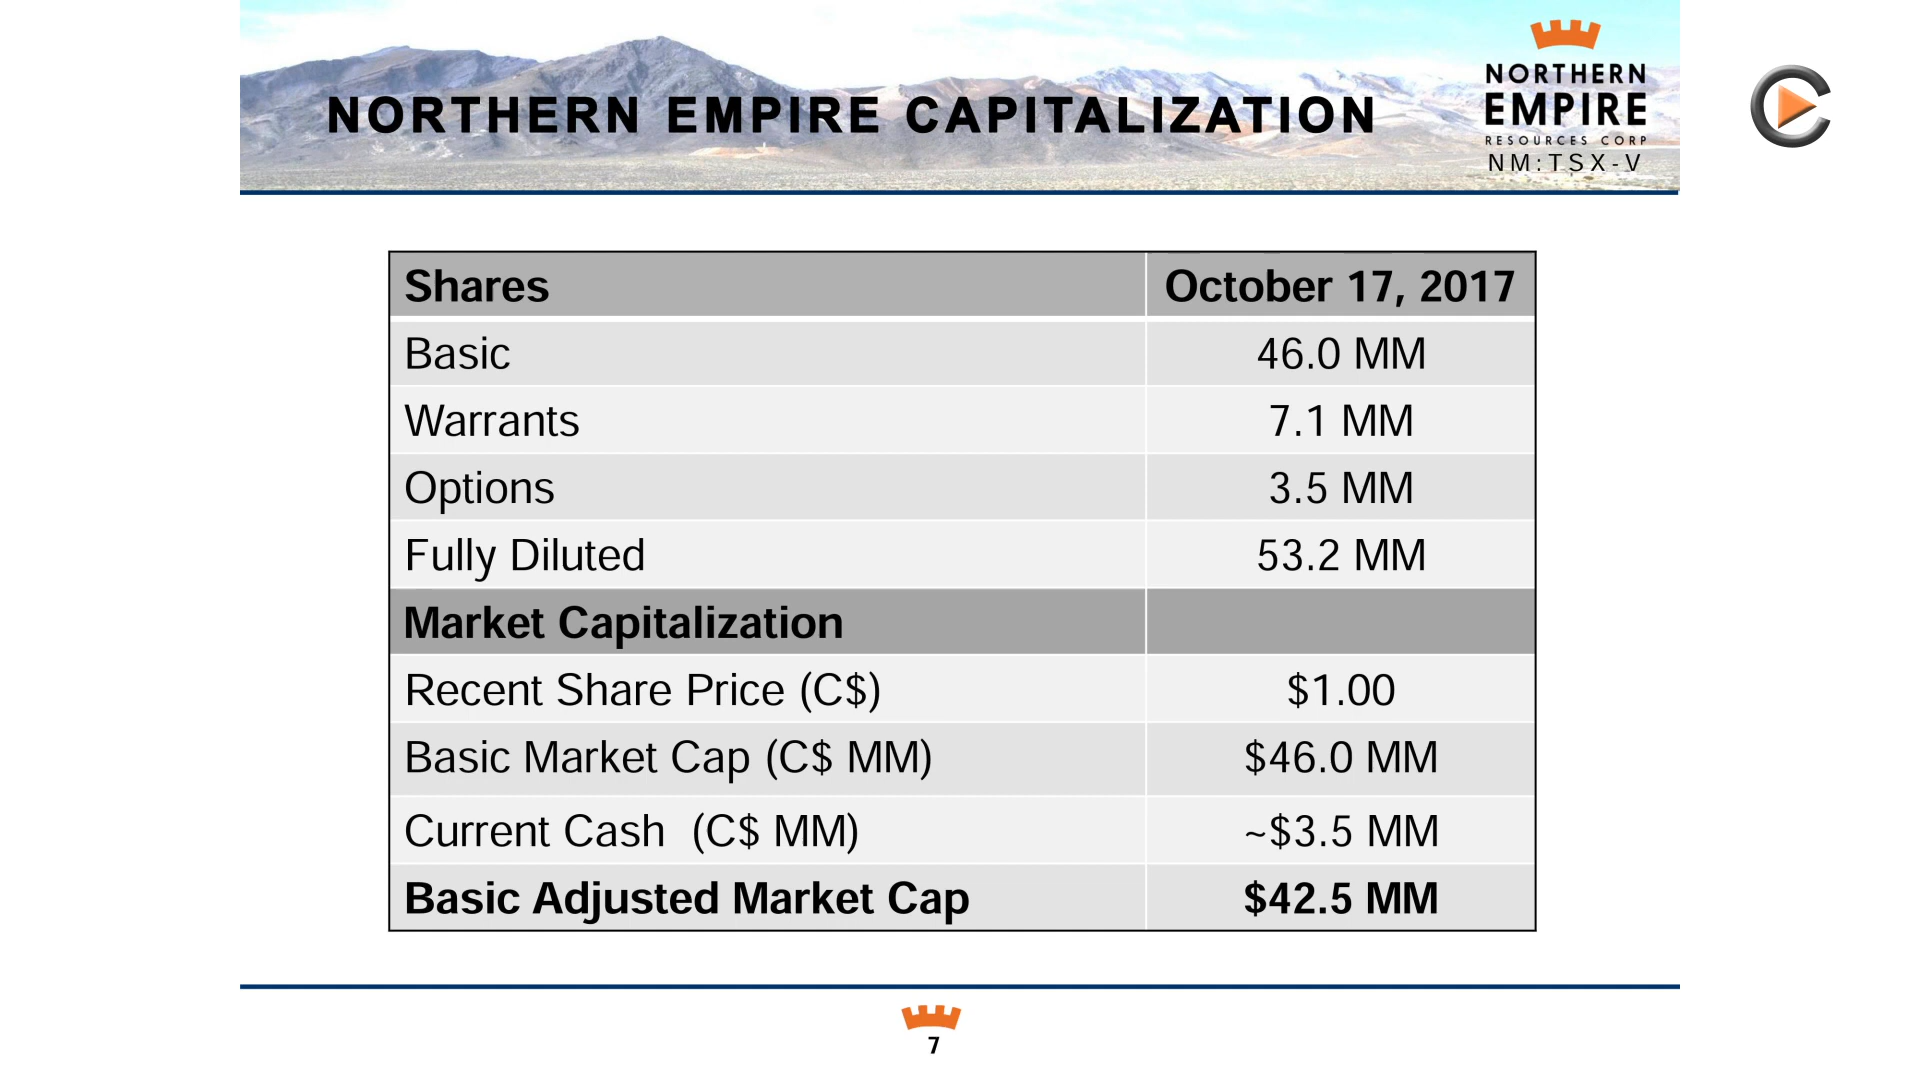 NORTHERN EMPIRE CAPITALIZATION
NORTHERN
EMPIRE
RESOURCES CORP
NM:TSX-V
Shares October 17, 2017
Basic 46.0 MM
Warrants 7.1 MM
Options 3.5 MM
Fully Diluted 53.2 MM
Market Capitalization
Recent Share Price (C$) $1.00
Basic Market Cap (C$ MM) $46.0 MM
Current Cash (C$ MM) ~$3.5 MM
Basic Adjusted Market Cap $42.5 MM
7